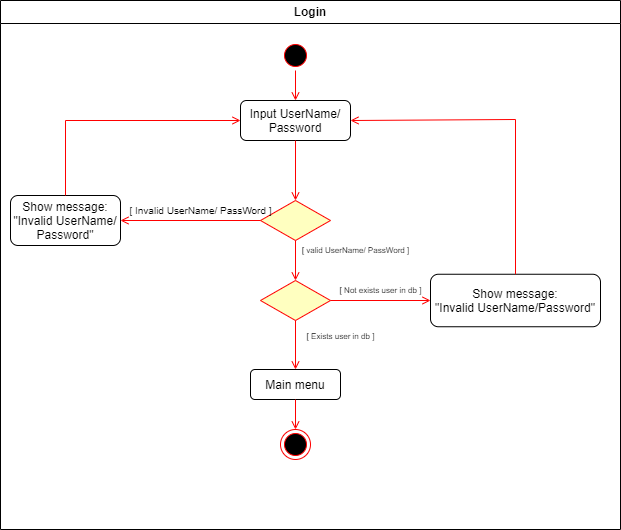 Login
Input UserName/
Password
[ Invalid UserName/ PassWord ]
Show message:
"Invalid UserName/
Password"
[ valid UserName/ PassWord ]
[ Not exists user in db ]
Show message:
"Invalid UserName/Password"
[ Exists user in db ]
Main menu